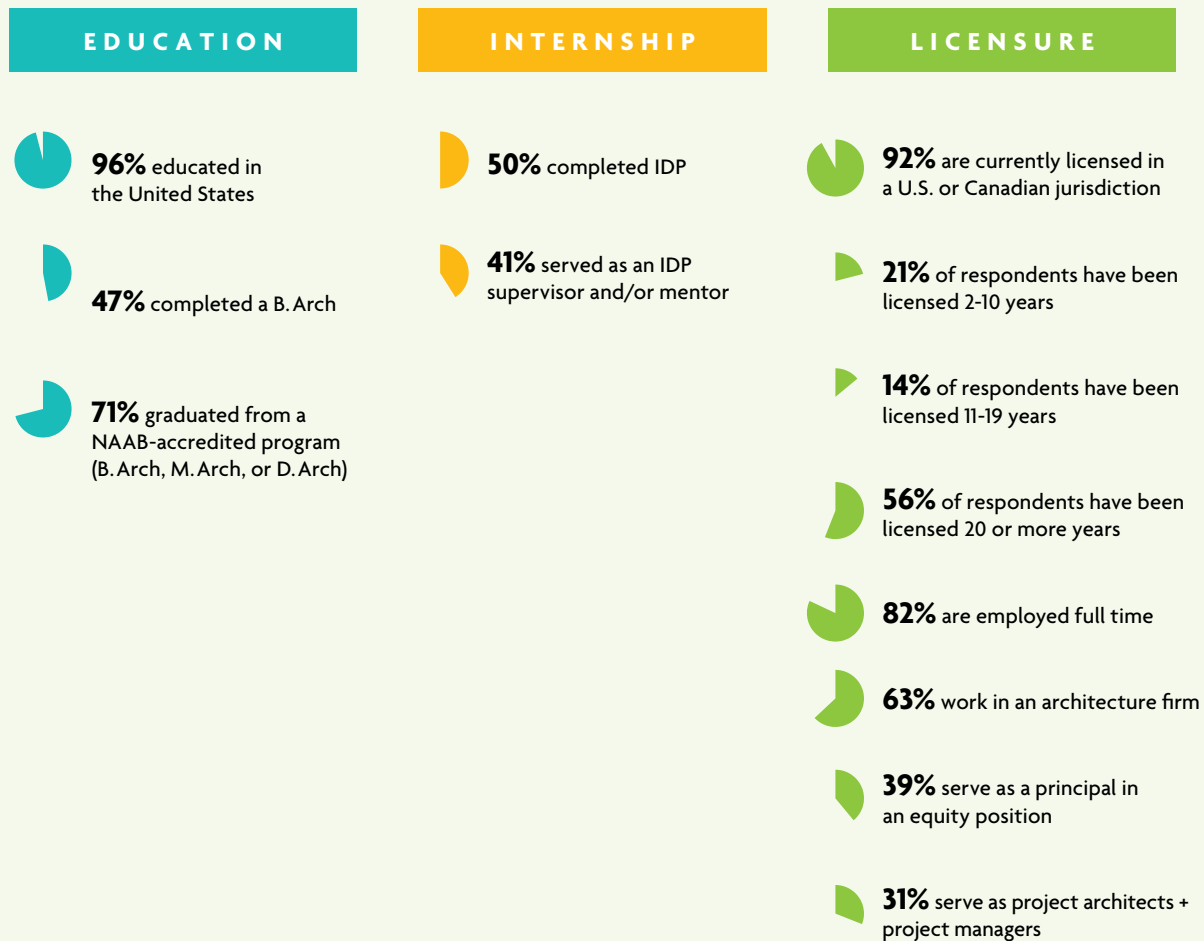 EDUCATION
96% educated in
the United States
47% completed a B. Arch
71% graduated from a
NAAB-accredited program
(B. Arch, M. Arch, or D. Arch)
INTERNSHIP
50% completed IDP
41% served as an IDP
supervisor and/or mentor
LICENSURE
92% are currently licensed in
a U.S. or Canadian jurisdiction
21% of respondents have been
licensed 2-10 years
14% of respondents have been
licensed 11-19 years
56% of respondents have been
licensed 20 or more years
82% are employed full time
63% work in an architecture firm
39% serve as a principal in
an equity position
31% serve as project architects +
project managers